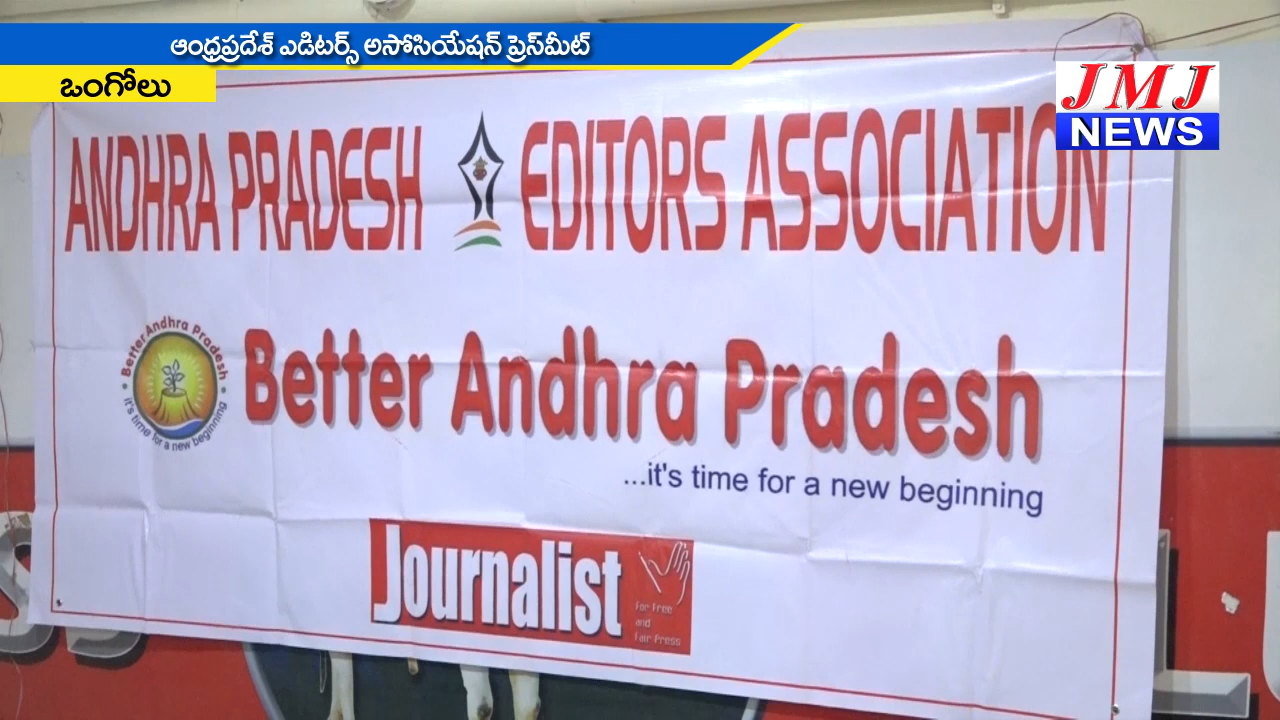 ఆంధ్రప్రదేశ్ ఎడిటర్స్ అసోసియేషన్ ప్రెస్‌మీట్
ఒంగోలు
JMJ
NEWS
ANDHRA PRADESH EDITORS ASSOCIATION
Better Andhra Pradesh
it's time for a new beginning
Better Andhra Pradesh
...it's time for a new beginning
Journalist
For Free
and
Fair Press